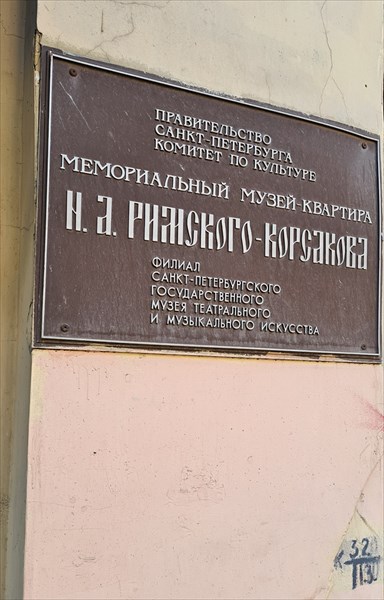 ПРАВИТЕЛЬСТВО
САНКТ-ПЕТЕРБУРГА
КОМИТЕТ ПО КУЛЬТУРЕ
МЕМОРИАЛЬНЫЙ МУЗЕЙ-КВАРТИРА
Н. А. РИМСКОГО-КОРСАКОВА
ФИЛИАЛ
САНКТ-ПЕТЕРБУРГСКОГО
ГОСУДАРСТВЕННОГО
МУЗЕЯ ТЕАТРАЛЬНОГО
И МУЗЫКАЛЬНОГО ИСКУССТВА
К 32